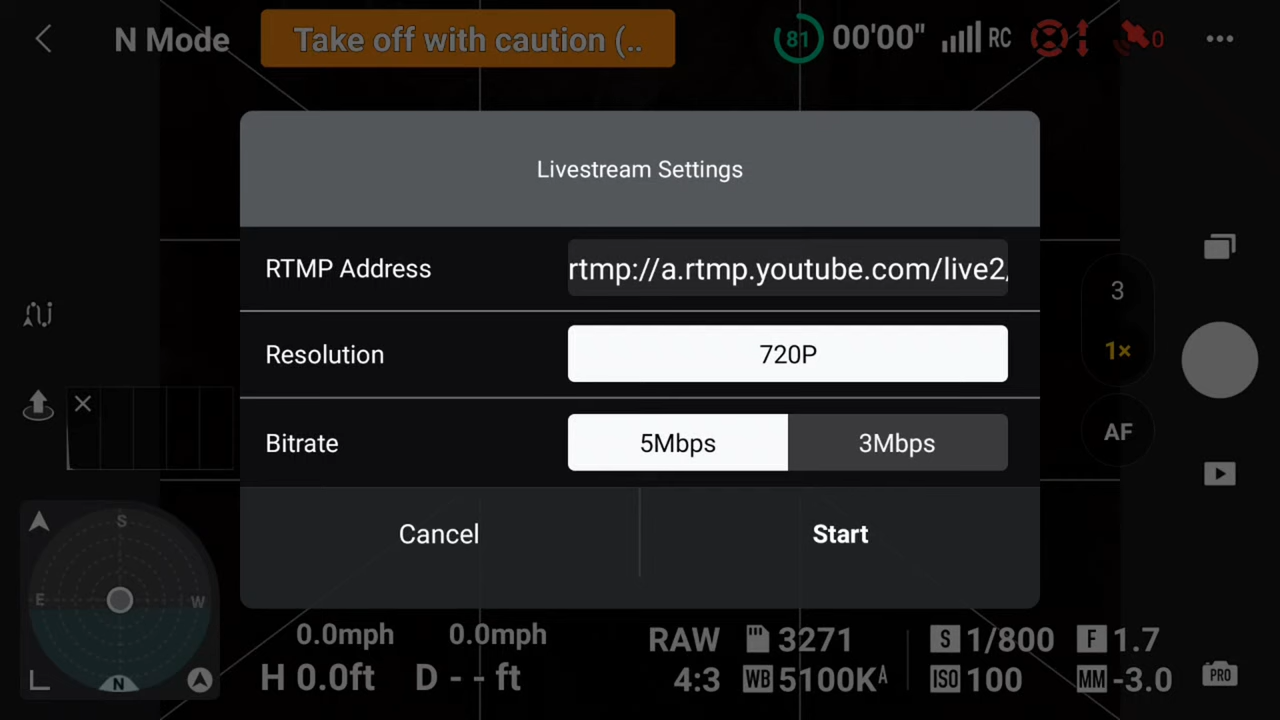 N Mode
Take off with caution (..
81
00'00"
RC
0
Livestream Settings
RTMP Address
rtmp://a.rtmp.youtube.com/live2/
Resolution
720P
Bitrate
5Mbps
3Mbps
Cancel
Start
3
1×
AF
S
E
W
N
0.0mph
0.0mph
H 0.0ft
D - - ft
RAW
3271
4:3
WB 5100K A
S 1/800
F 1.7
ISO 100
MM -3.0
PRO